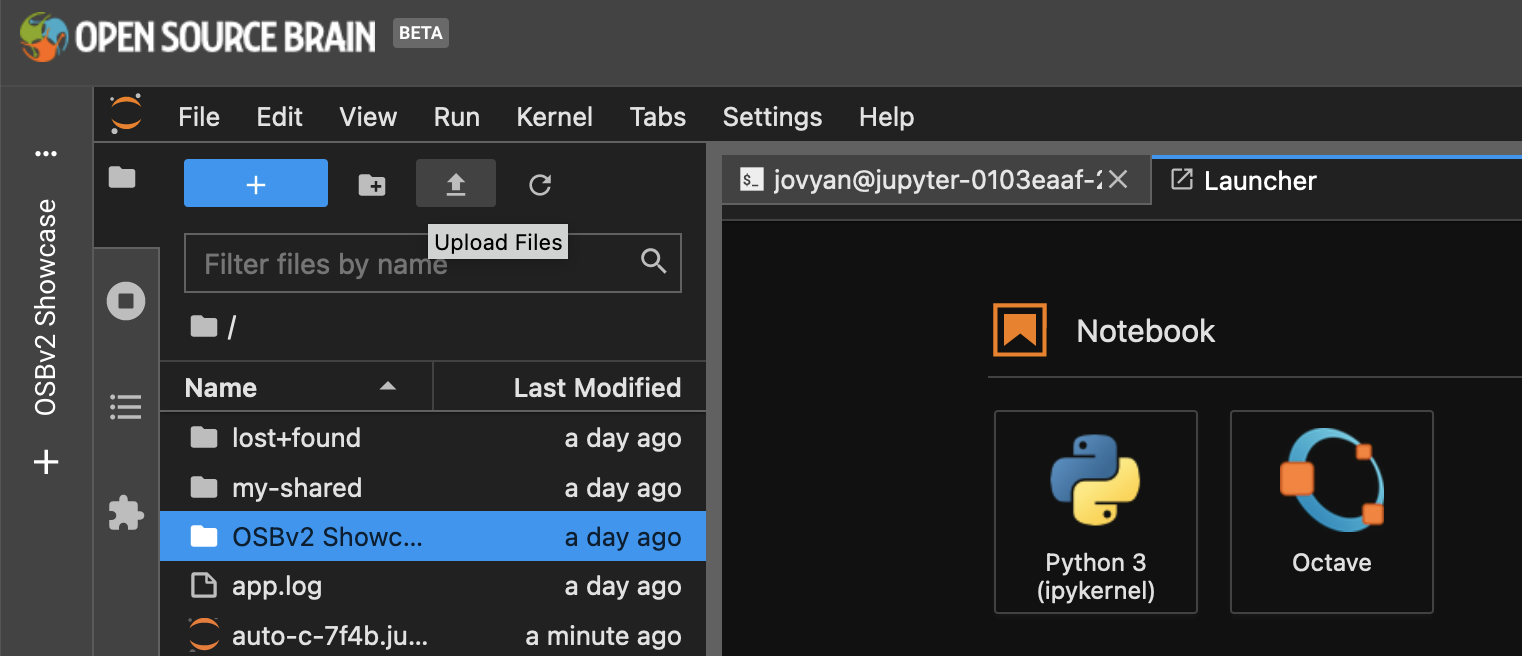 OPEN SOURCE BRAIN BETA
File Edit View Run Kernel Tabs Settings Help
... OSBv2 Showcase +
+
$_ jovyan@jupyter-0103eaaf-
Launcher
Upload Files
Filter files by name
/
Name Last Modified
lost+found a day ago
my-shared a day ago
OSBv2 Showc... a day ago
app.log a day ago
auto-c-7f4b.ju... a minute ago
Notebook
Python 3
(ipykernel)
Octave